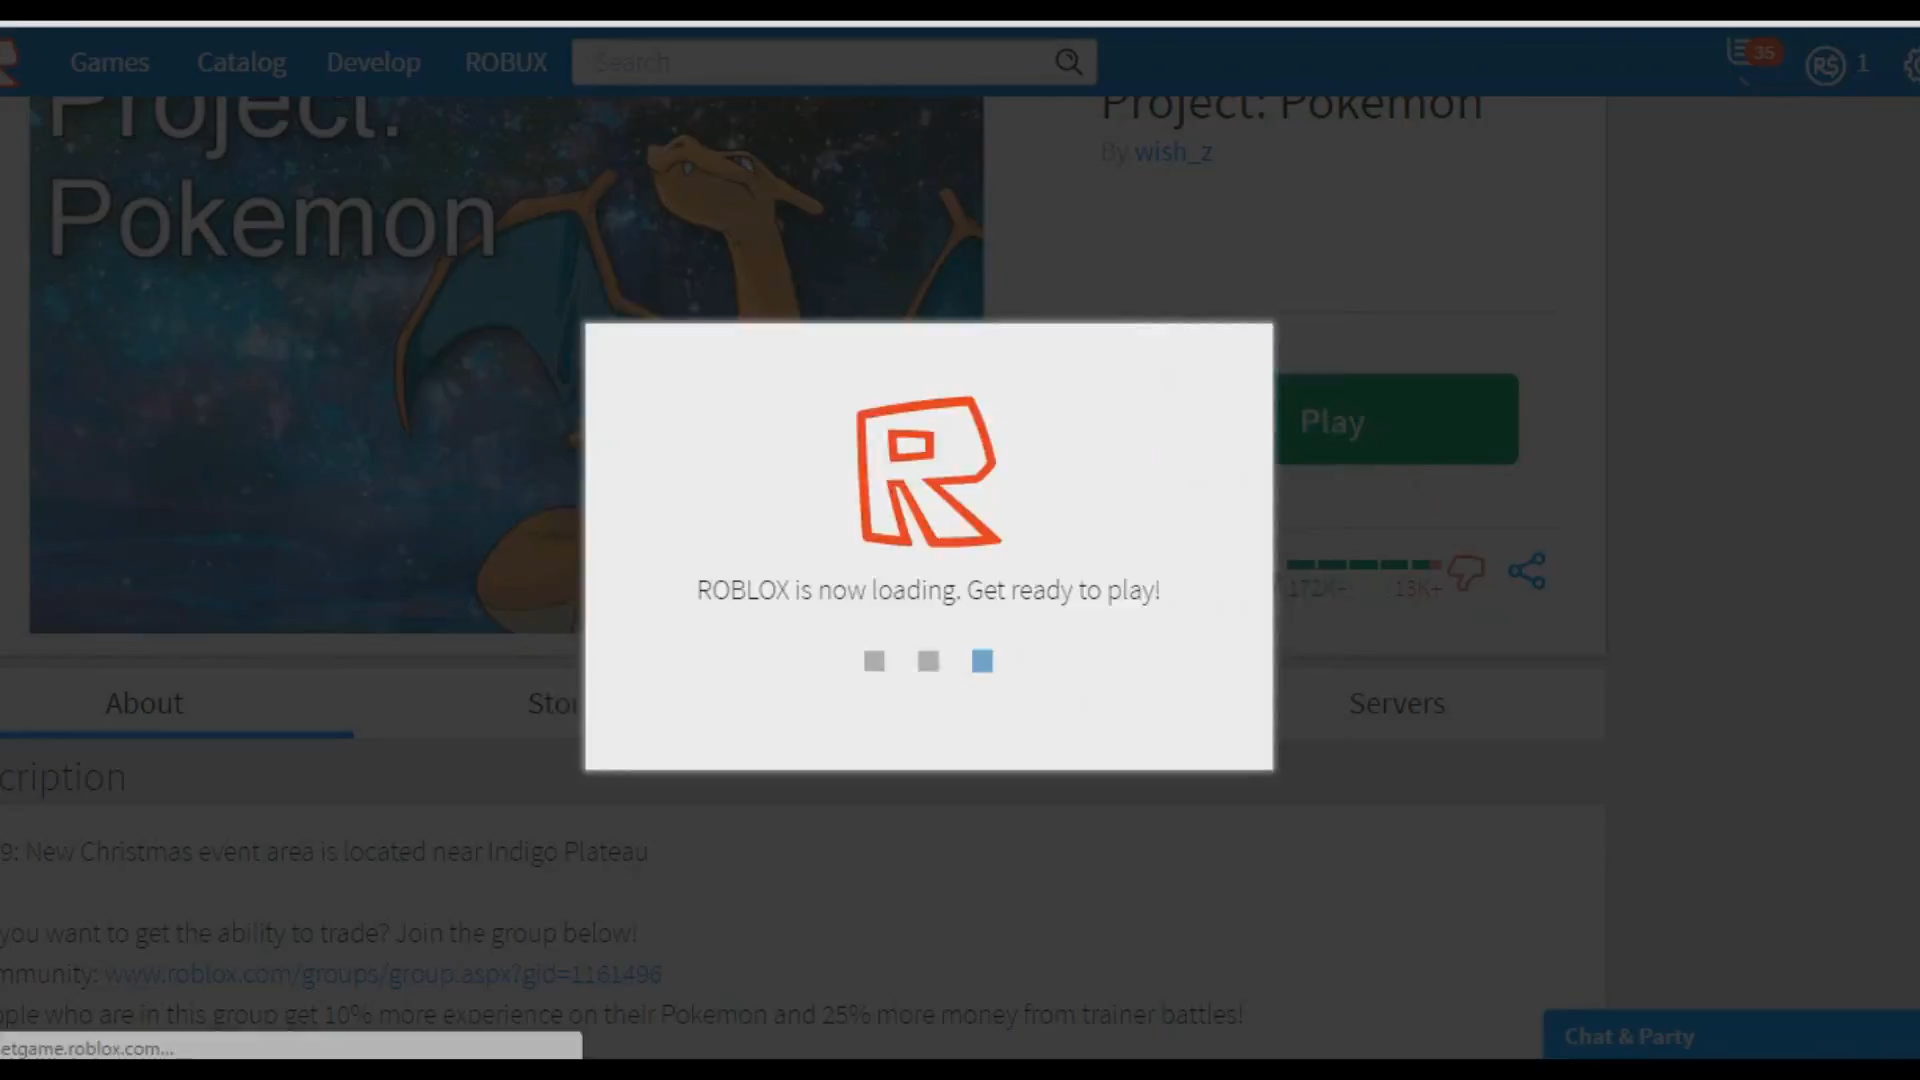 Games Catalog Develop ROBUX Search 35 R$ 1
Project:
Pokemon
Project: Pokemon
By wish_z
R
ROBLOX is now loading. Get ready to play!
Play
172K+ 13K+
About Sto Servers
cription
9: New Christmas event area is located near Indigo Plateau
you want to get the ability to trade? Join the group below!
mmunity: www.roblox.com/groups/group.aspx?gid=1161496
ople who are in this group get 10% more experience on their Pokemon and 25% more money from trainer battles!
etgame.roblox.com...
Chat & Party